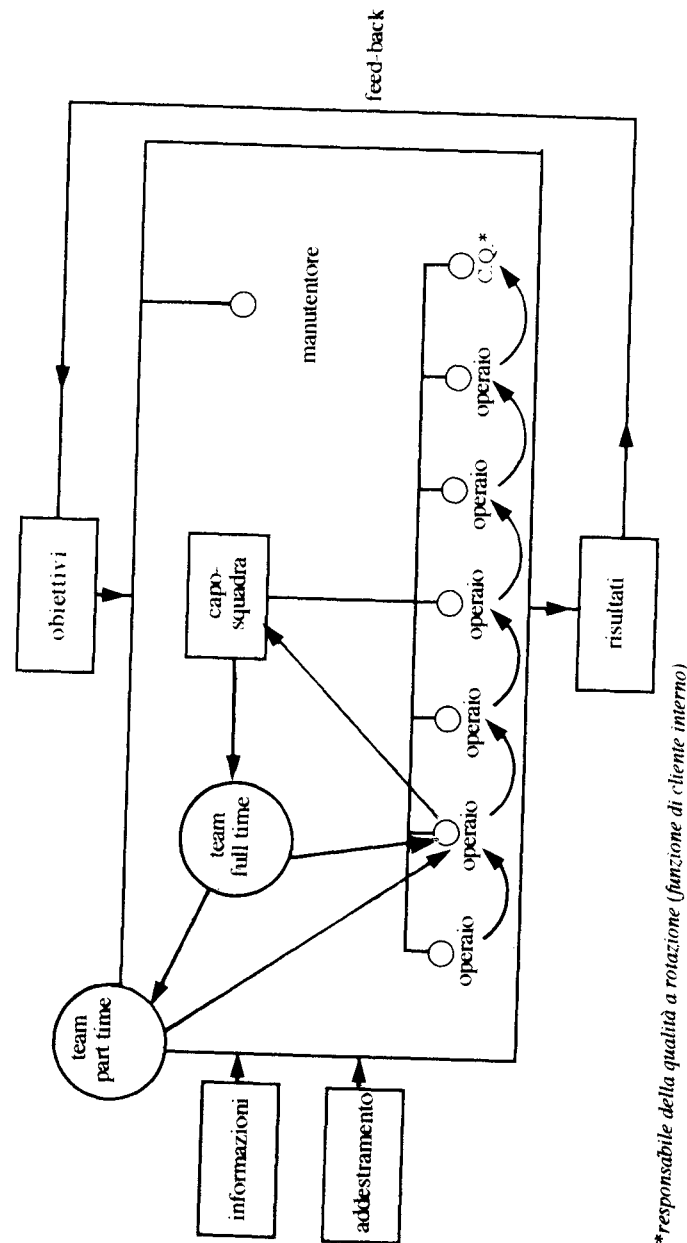 feed-back
obiettivi
team
part time
informazioni
addestramento
team
full time
capo-
squadra
manutentore
operaio
operaio
operaio
operaio
operaio
operaio
C.Q.*
risultati
*responsabile della qualità a rotazione (funzione di cliente interno)